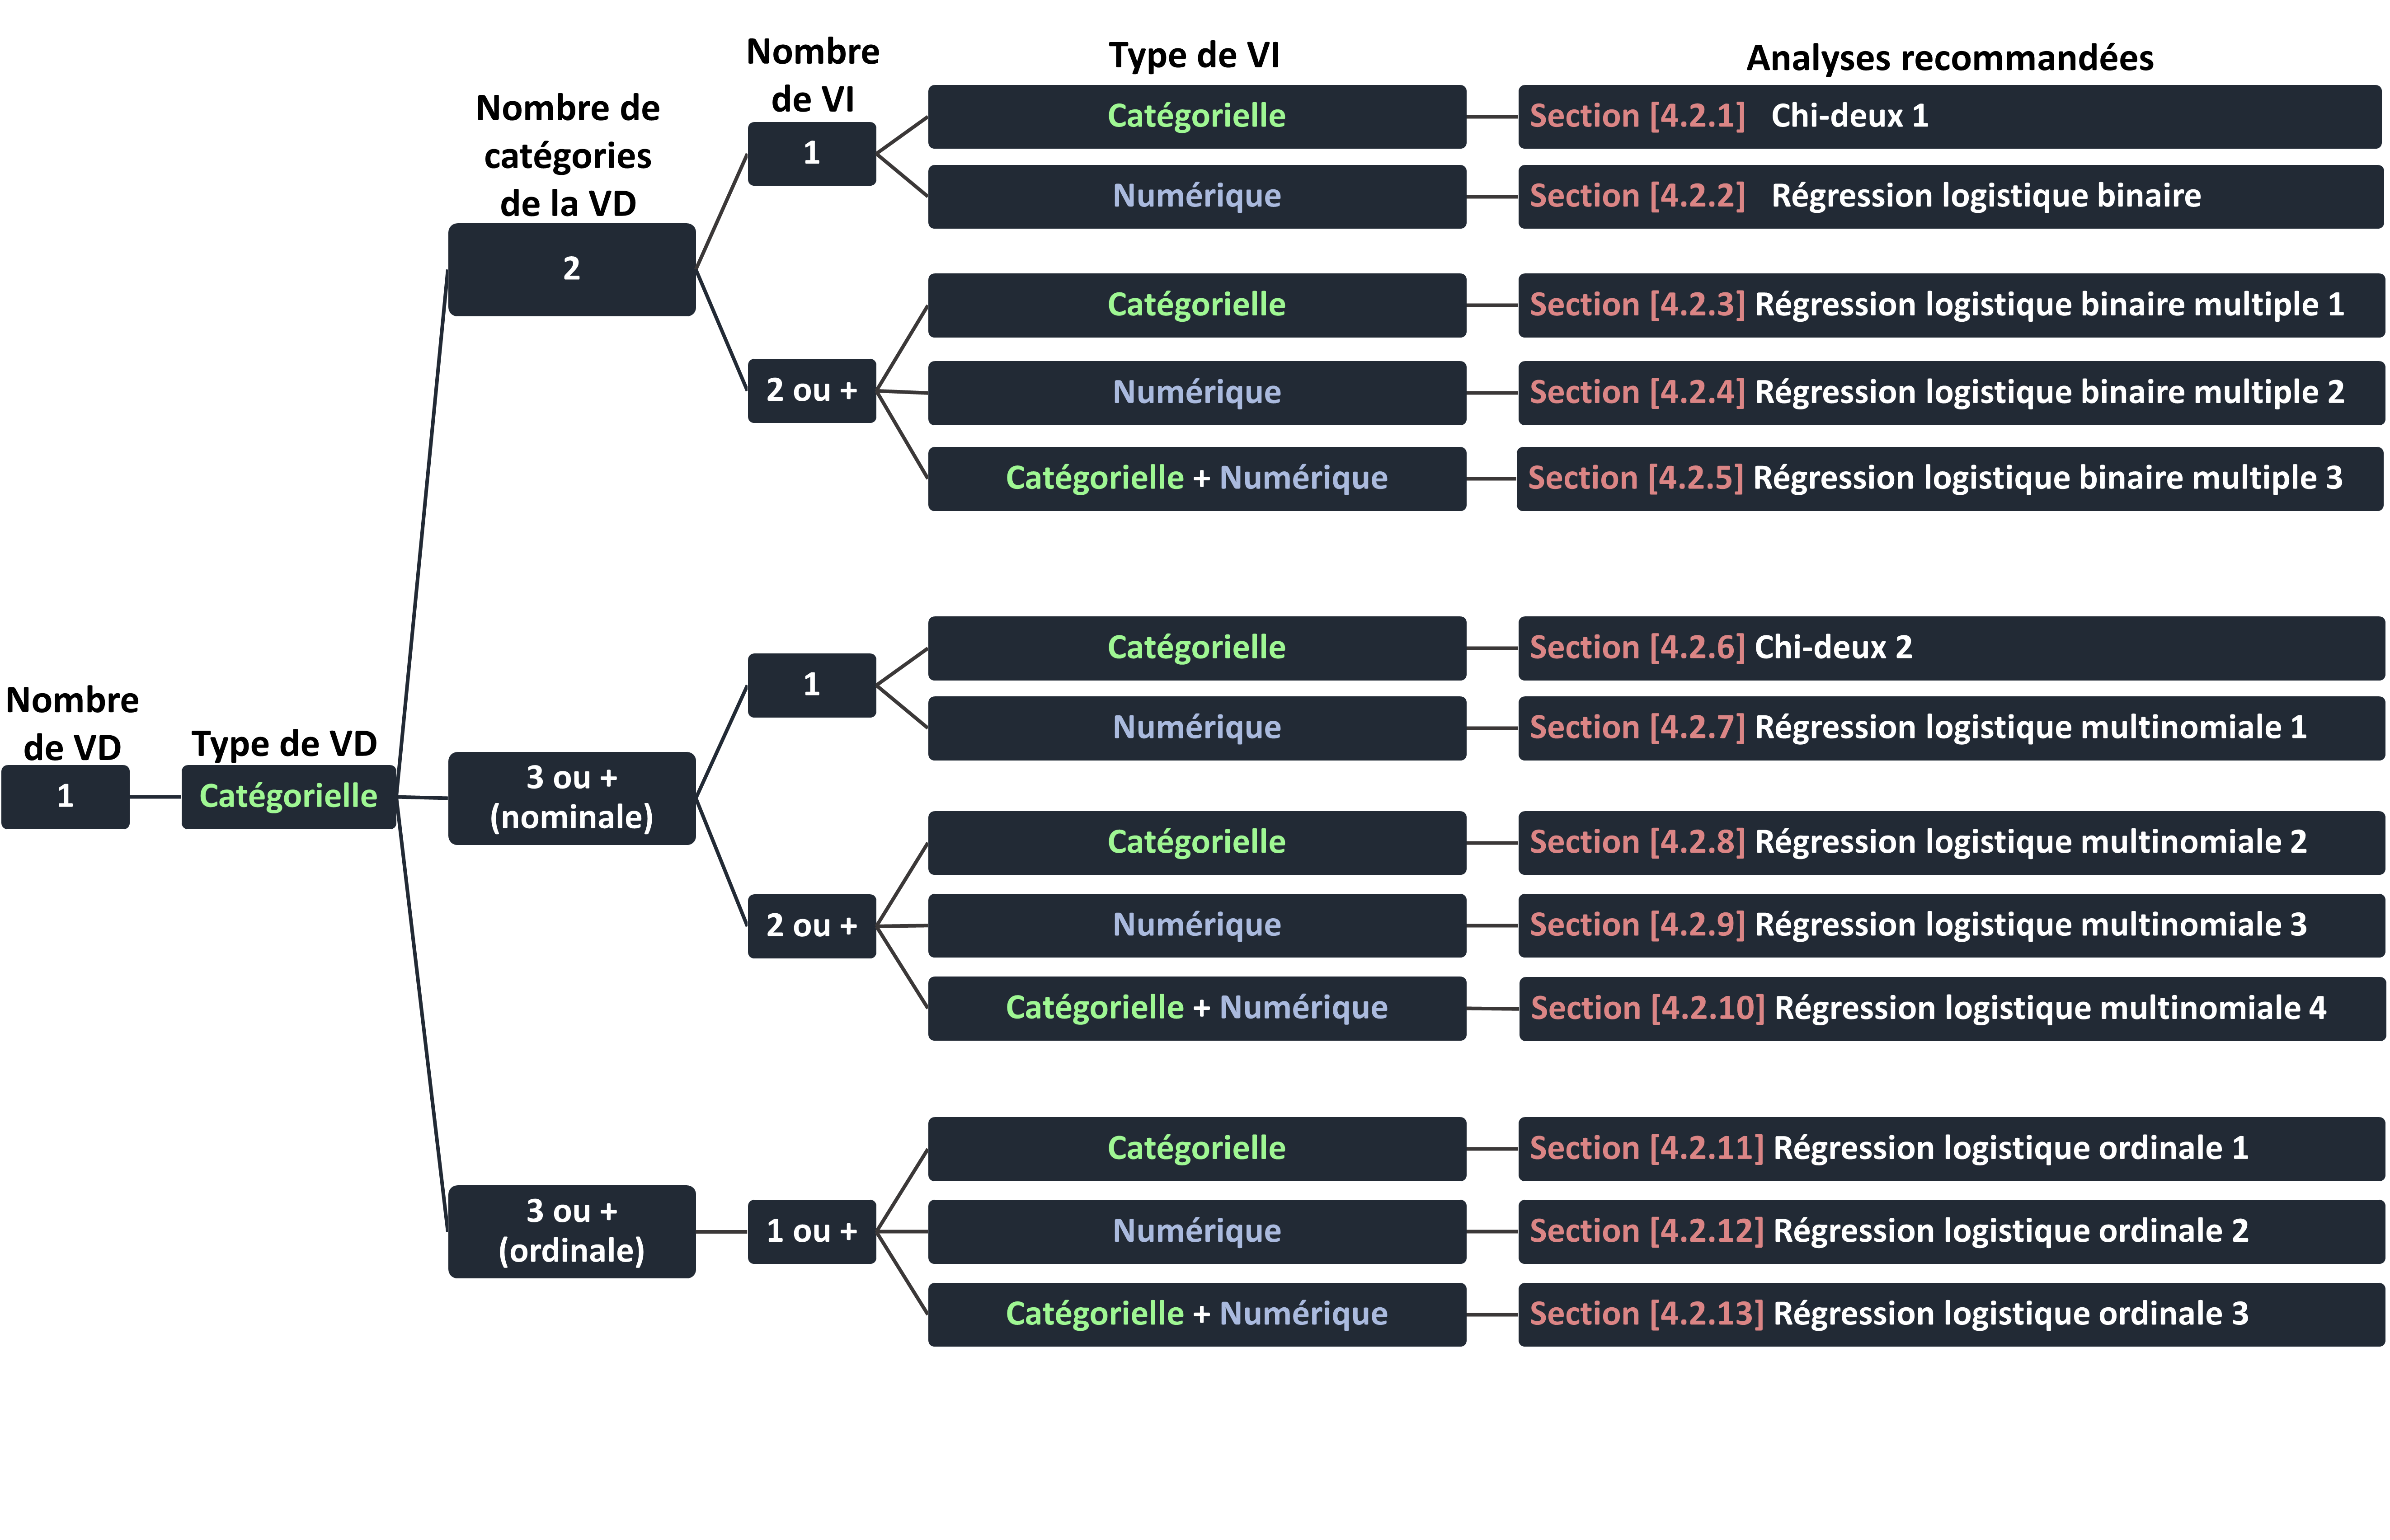 Nombre
de VD
1
Type de VD
Catégorielle
Nombre de
catégories
de la VD
2
Nombre
de VI
1
Type de VI
Analyses recommandées
Catégorielle
Section [4.2.1] Chi-deux 1
Numérique
Section [4.2.2] Régression logistique binaire
2 ou +
Catégorielle
Section [4.2.3] Régression logistique binaire multiple 1
Numérique
Section [4.2.4] Régression logistique binaire multiple 2
Catégorielle + Numérique
Section [4.2.5] Régression logistique binaire multiple 3
3 ou +
(nominale)
1
Catégorielle
Section [4.2.6] Chi-deux 2
Numérique
Section [4.2.7] Régression logistique multinomiale 1
2 ou +
Catégorielle
Section [4.2.8] Régression logistique multinomiale 2
Numérique
Section [4.2.9] Régression logistique multinomiale 3
Catégorielle + Numérique
Section [4.2.10] Régression logistique multinomiale 4
3 ou +
(ordinale)
1 ou +
Catégorielle
Section [4.2.11] Régression logistique ordinale 1
Numérique
Section [4.2.12] Régression logistique ordinale 2
Catégorielle + Numérique
Section [4.2.13] Régression logistique ordinale 3